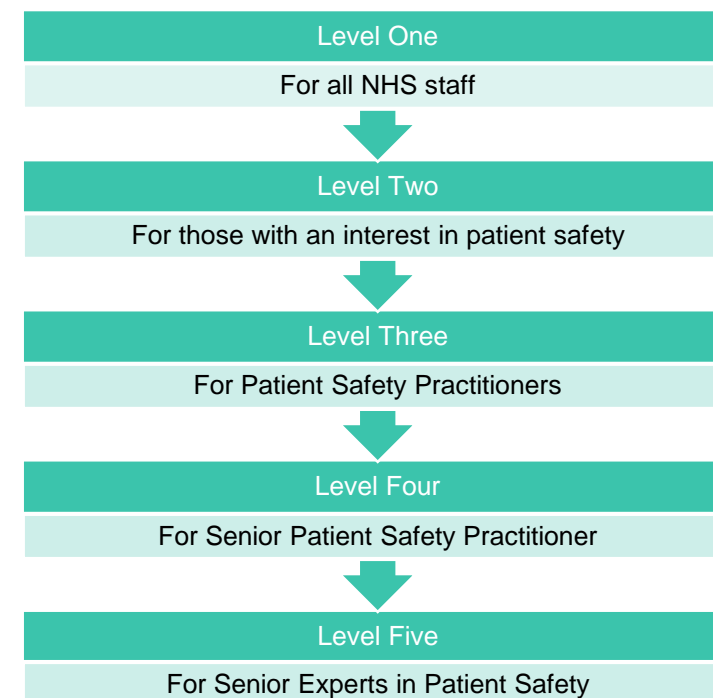 Level One
For all NHS staff
Level Two
For those with an interest in patient safety
Level Three
For Patient Safety Practitioners
Level Four
For Senior Patient Safety Practitioner
Level Five
For Senior Experts in Patient Safety